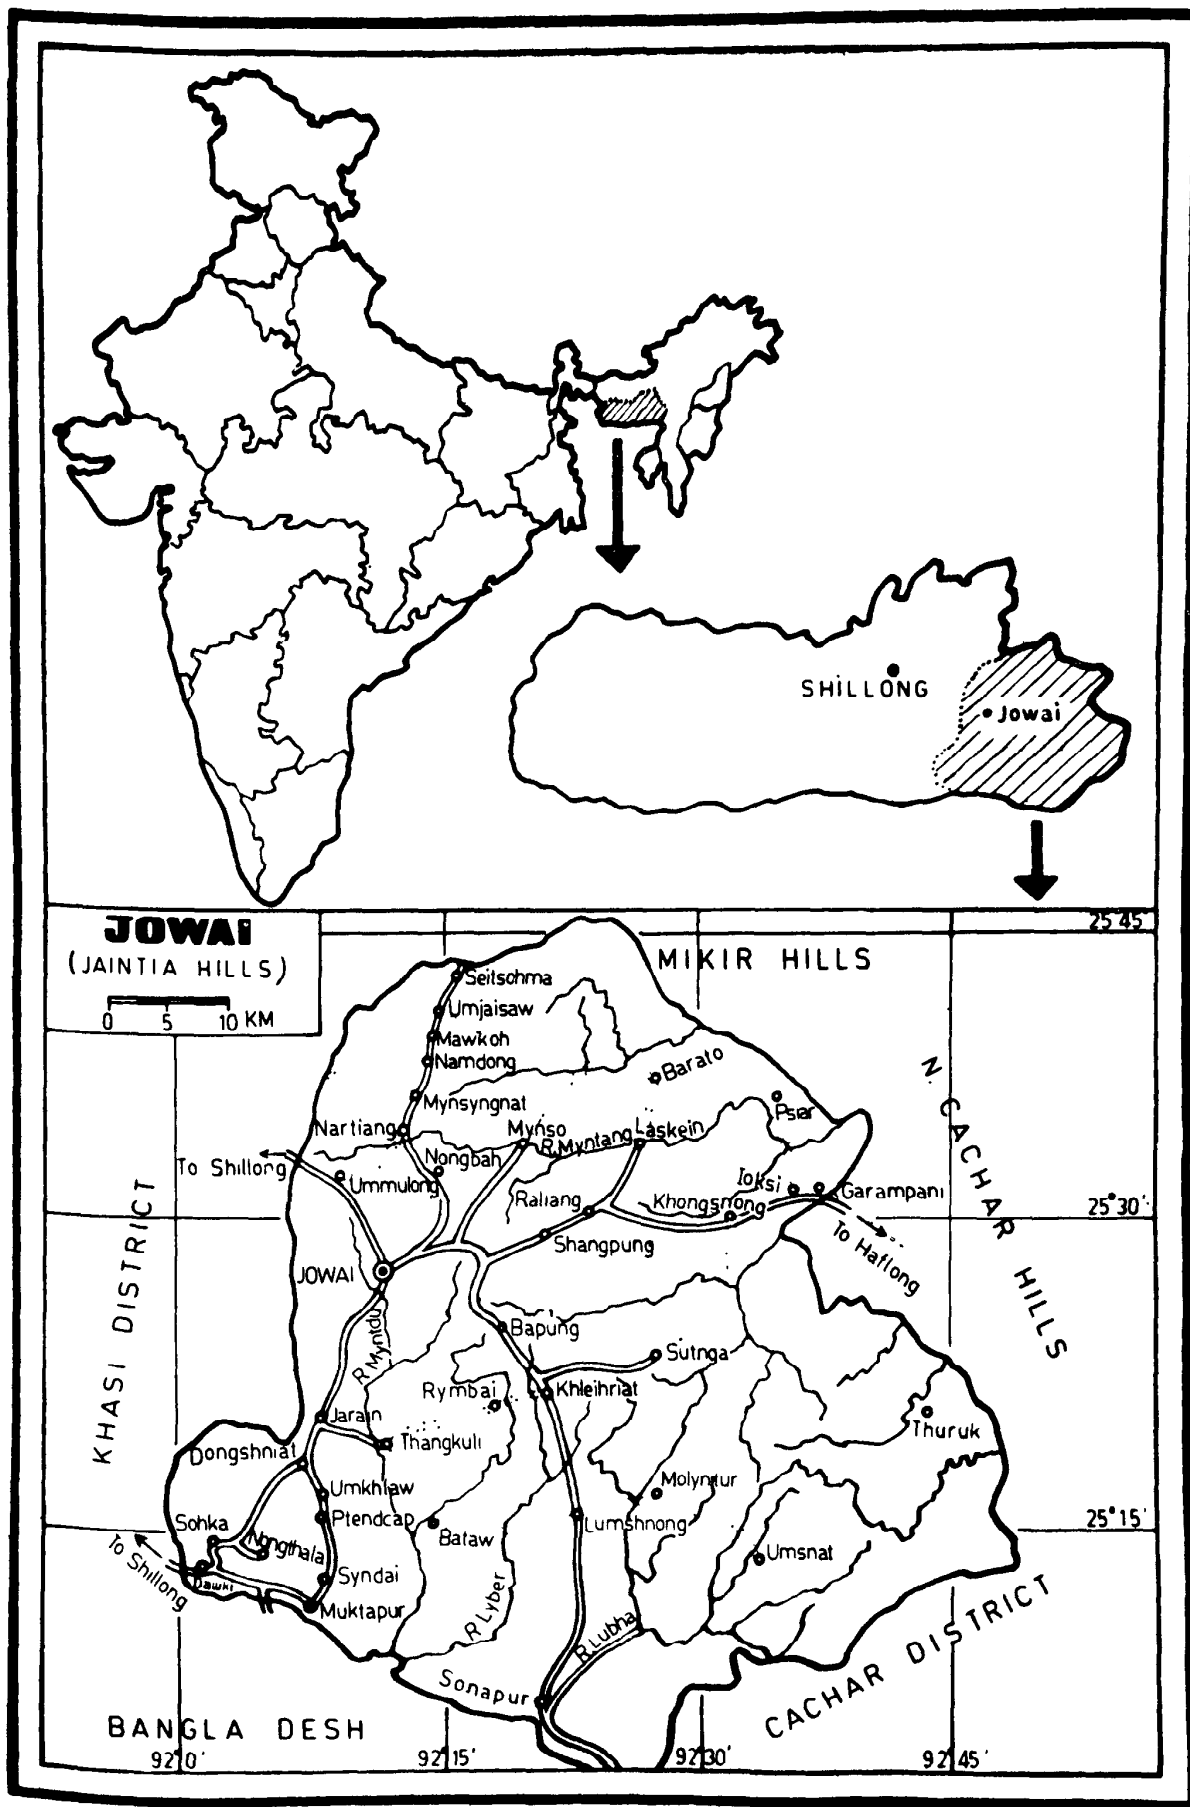 SHILLONG
Jowai
JOWAI
(JAINTIA HILLS)
0 5 10 KM
25°45'
MIKIR HILLS
Seitsohma
Umjaisaw
Mawkoh
Namdong
Barato
Mynsyngnat
Psar
N. CACHAR HILLS
Nartiang
Mynso
R. Myntang
Laskein
To Shillong
Nongbah
Ummulong
Ioksi
Garampani
Raliang
Khongsnong
25°30'
To Haflong
Shangpung
KHASI DISTRICT
JOWAI
R Myntdu
Bapung
Sutnga
Rymbai
Khleihriat
Jarain
Thangkuli
Thuruk
Dongshniat
Umkhlaw
Molynniur
Sohka
Ptendcap
Lumshnong
25°15'
To Shillong
Nongthala
Bataw
Umsnat
Dawki
Syndai
Muktapur
R Lyber
R Lubha
Sonapur
CACHAR DISTRICT
BANGLA DESH
92°0' 92°15' 92°30' 92°45'